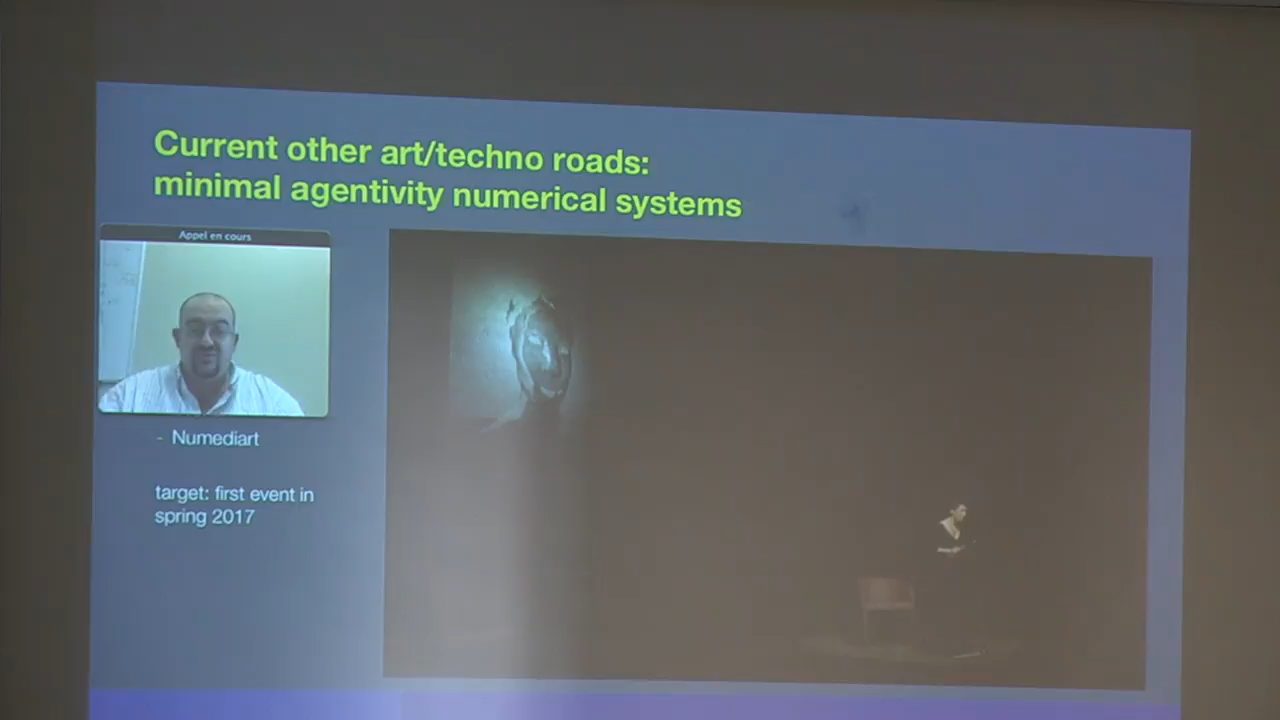 Current other art/techno roads:
minimal agentivity numerical systems
Appel en cours
- Numediart
target: first event in
spring 2017